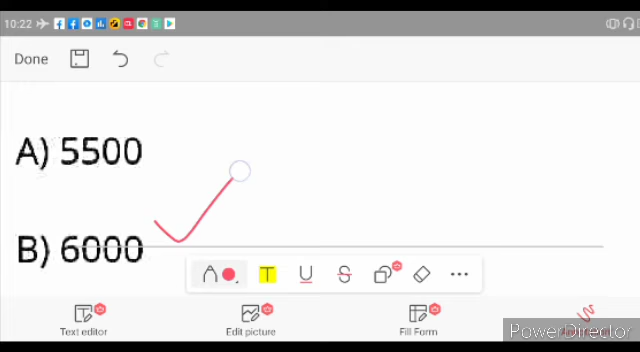 10:22
Done
A) 5500
B) 6000
T U S
Text editor Edit picture Fill Form
PowerDirector